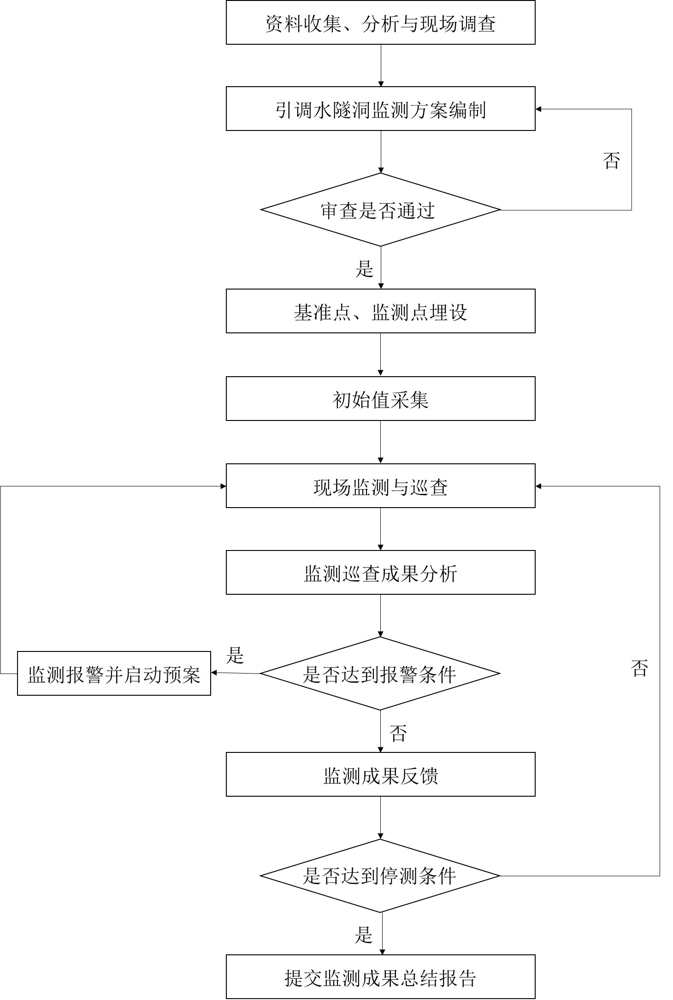 资料收集、分析与现场调查
引调水隧洞监测方案编制
否
审查是否通过
是
基准点、监测点埋设
初始值采集
现场监测与巡查
监测巡查成果分析
是
否
监测报警并启动预案
是否达到报警条件
否
监测成果反馈
是否达到停测条件
是
提交监测成果总结报告